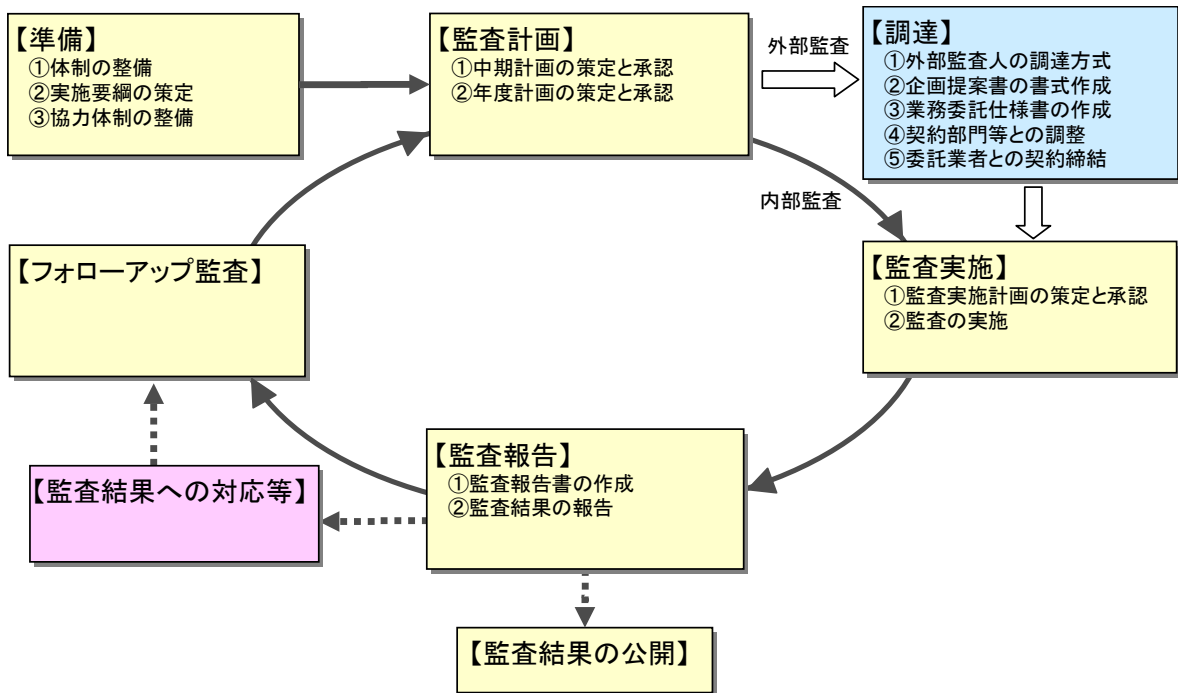 【準備】
①体制の整備
②実施要綱の策定
③協力体制の整備
【監査計画】
①中期計画の策定と承認
②年度計画の策定と承認
外部監査
【調達】
①外部監査人の調達方式
②企画提案書の書式作成
③業務委託仕様書の作成
④契約部門等との調整
⑤委託業者との契約締結
内部監査
【フォローアップ監査】
【監査実施】
①監査実施計画の策定と承認
②監査の実施
【監査報告】
①監査報告書の作成
②監査結果の報告
【監査結果への対応等】
【監査結果の公開】